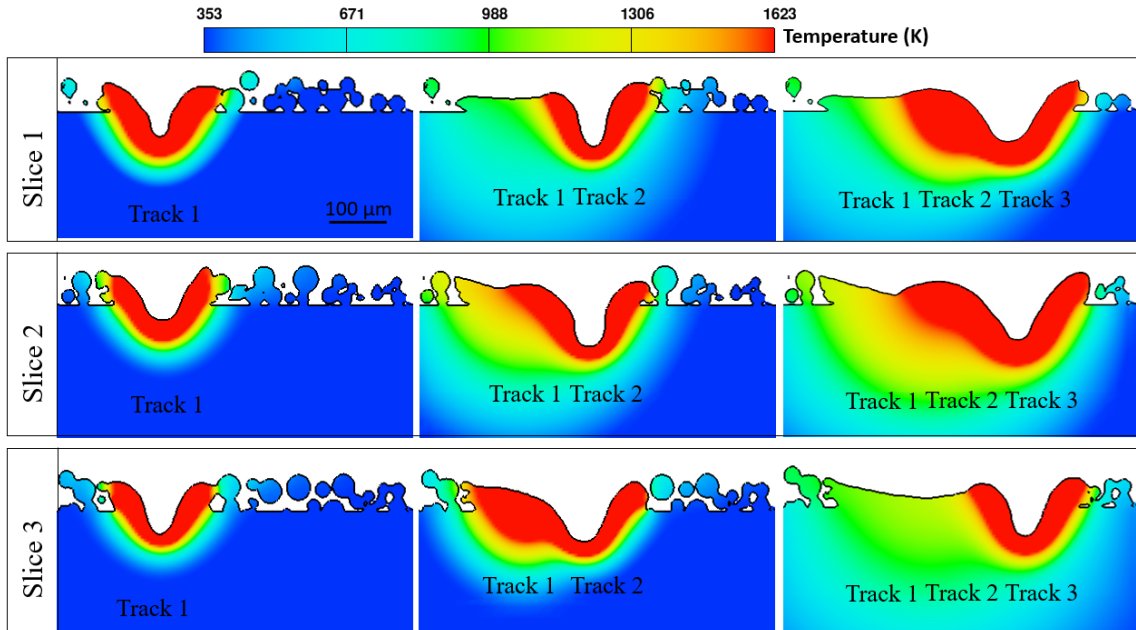 353 671 988 1306 1623
Temperature (K)
Slice 1
Track 1
100 µm
Track 1 Track 2
Track 1 Track 2 Track 3
Slice 2
Track 1
Track 1 Track 2
Track 1 Track 2 Track 3
Slice 3
Track 1
Track 1 Track 2
Track 1 Track 2 Track 3